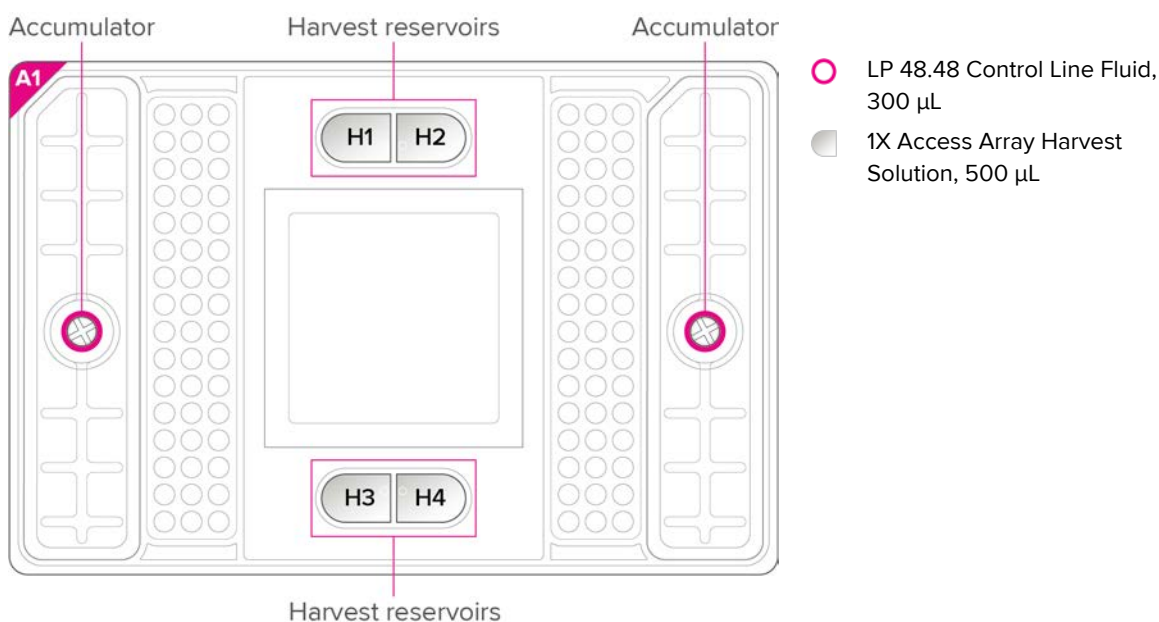 Accumulator
Harvest reservoirs
Accumulator
A1
H1
H2
LP 48.48 Control Line Fluid,
300 µL
1X Access Array Harvest
Solution, 500 µL
H3
H4
Harvest reservoirs